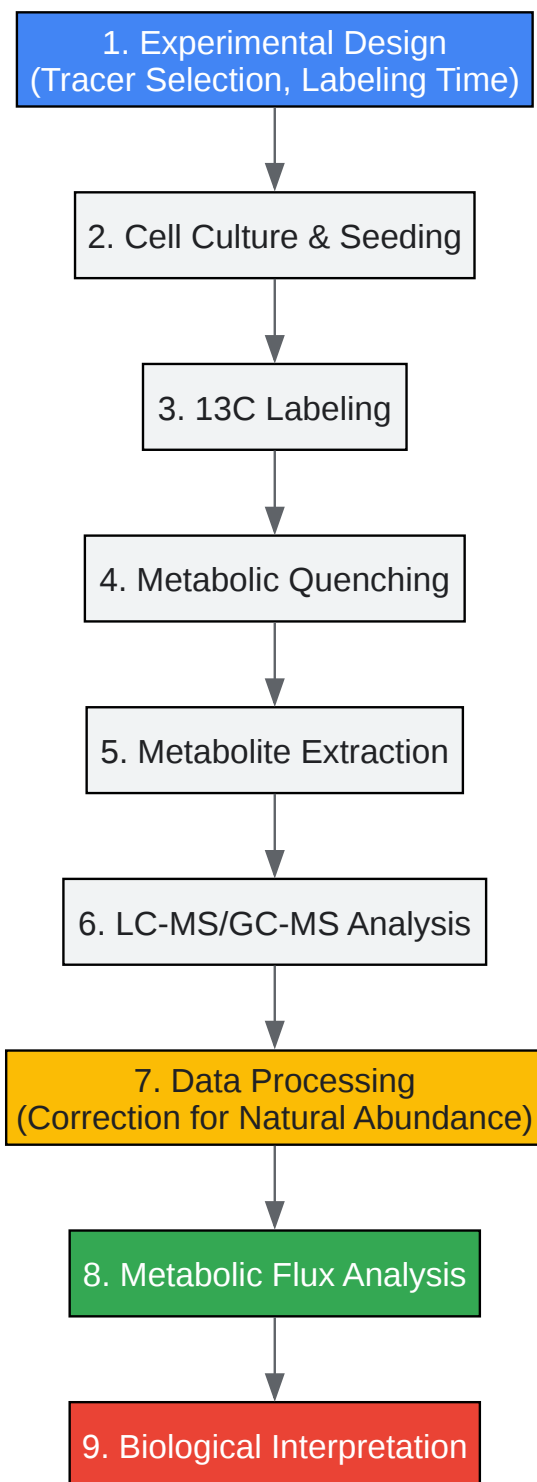 1. Experimental Design
(Tracer Selection, Labeling Time)
2. Cell Culture & Seeding
3. 13C Labeling
4. Metabolic Quenching
5. Metabolite Extraction
6. LC-MS/GC-MS Analysis
7. Data Processing
(Correction for Natural Abundance)
8. Metabolic Flux Analysis
9. Biological Interpretation